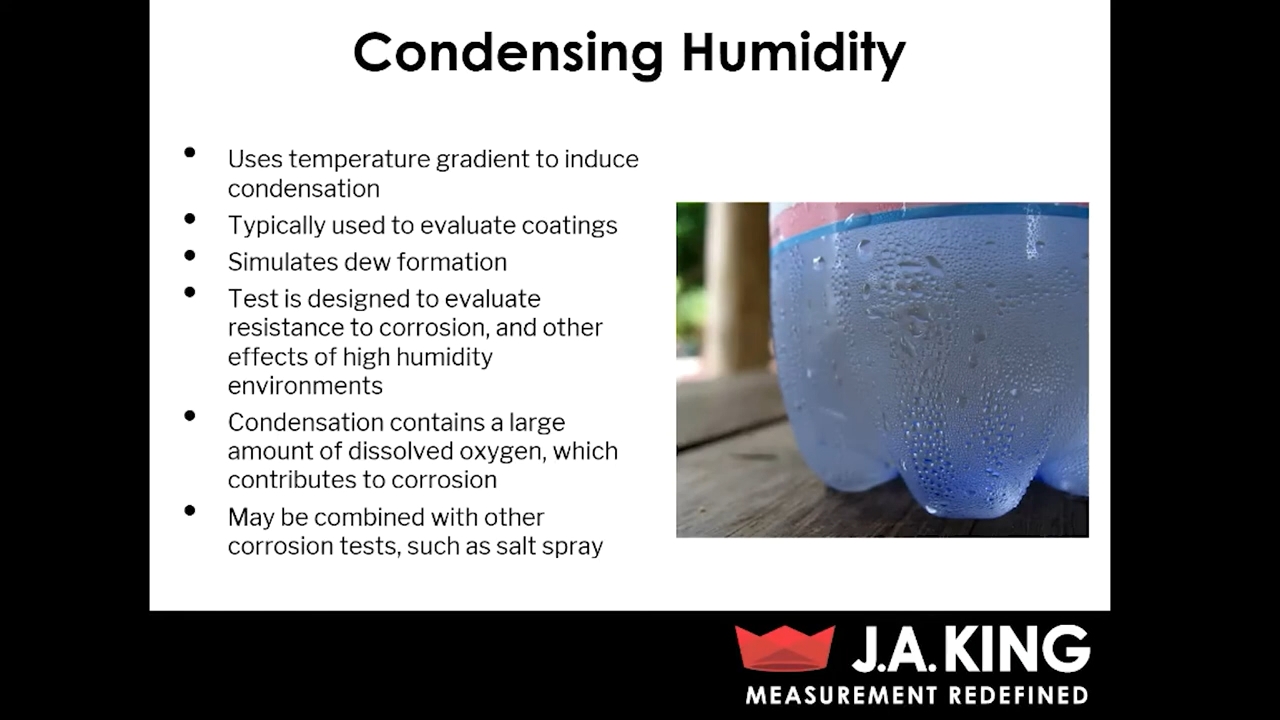 Condensing Humidity
• Uses temperature gradient to induce
condensation
• Typically used to evaluate coatings
• Simulates dew formation
• Test is designed to evaluate
resistance to corrosion, and other
effects of high humidity
environments
• Condensation contains a large
amount of dissolved oxygen, which
contributes to corrosion
• May be combined with other
corrosion tests, such as salt spray
J.A. KING
MEASUREMENT REDEFINED